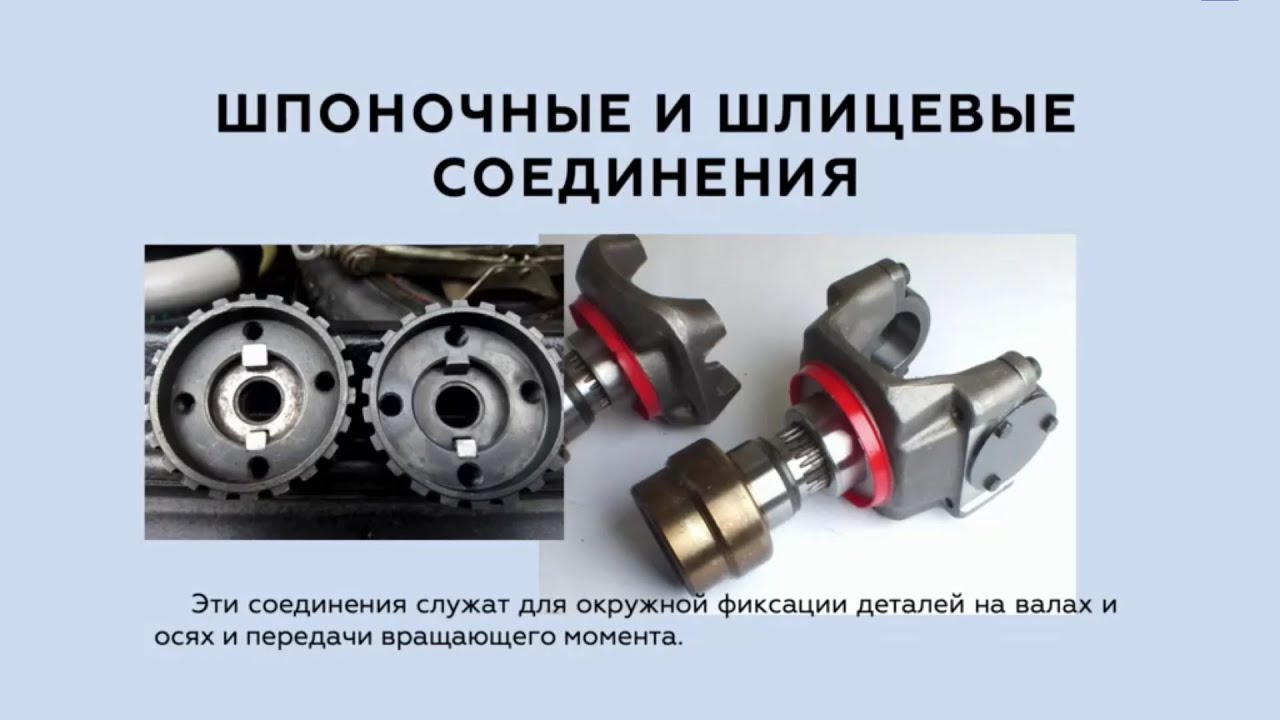 ШПОНОЧНЫЕ И ШЛИЦЕВЫЕ
СОЕДИНЕНИЯ
Эти соединения служат для окружной фиксации деталей на валах и
осях и передачи вращающего момента.